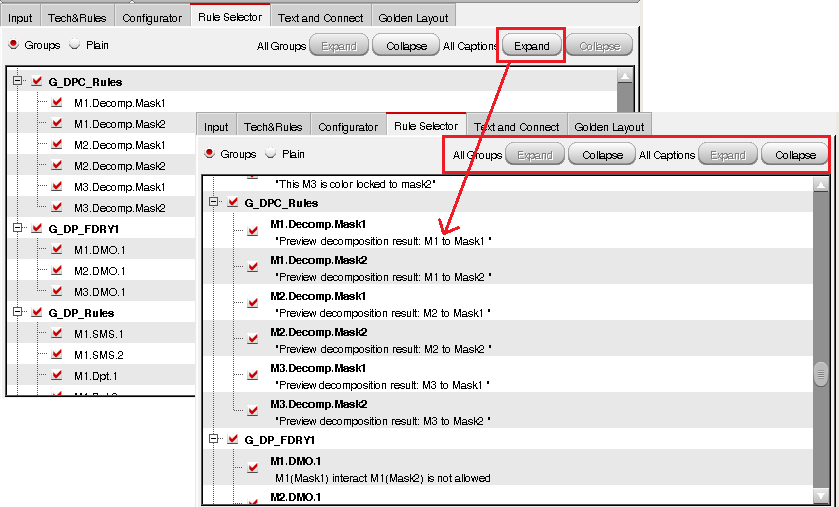 Input Tech&Rules Configurator Rule Selector Text and Connect Golden Layout
Groups Plain All Groups Expand Collapse All Captions Expand Collapse
G_DPC_Rules
M1.Decomp.Mask1
M1.Decomp.Mask2
M2.Decomp.Mask1
M2.Decomp.Mask2
M3.Decomp.Mask1
M3.Decomp.Mask2
G_DP_FDRY1
M1.DMO.1
M2.DMO.1
M3.DMO.1
G_DP_Rules
M1.SMS.1
M1.SMS.2
M1.Dpt.1
Input Tech&Rules Configurator Rule Selector Text and Connect Golden Layout
Groups Plain All Groups Expand Collapse All Captions Expand Collapse
"This M3 is color locked to mask2"
G_DPC_Rules
M1.Decomp.Mask1
"Preview decomposition result: M1 to Mask1 "
M1.Decomp.Mask2
"Preview decomposition result: M1 to Mask2 "
M2.Decomp.Mask1
"Preview decomposition result: M2 to Mask1 "
M2.Decomp.Mask2
"Preview decomposition result: M2 to Mask2 "
M3.Decomp.Mask1
"Preview decomposition result: M3 to Mask1 "
M3.Decomp.Mask2
"Preview decomposition result: M3 to Mask2 "
G_DP_FDRY1
M1.DMO.1
M1(Mask1) interact M1(Mask2) is not allowed
M2.DMO.1